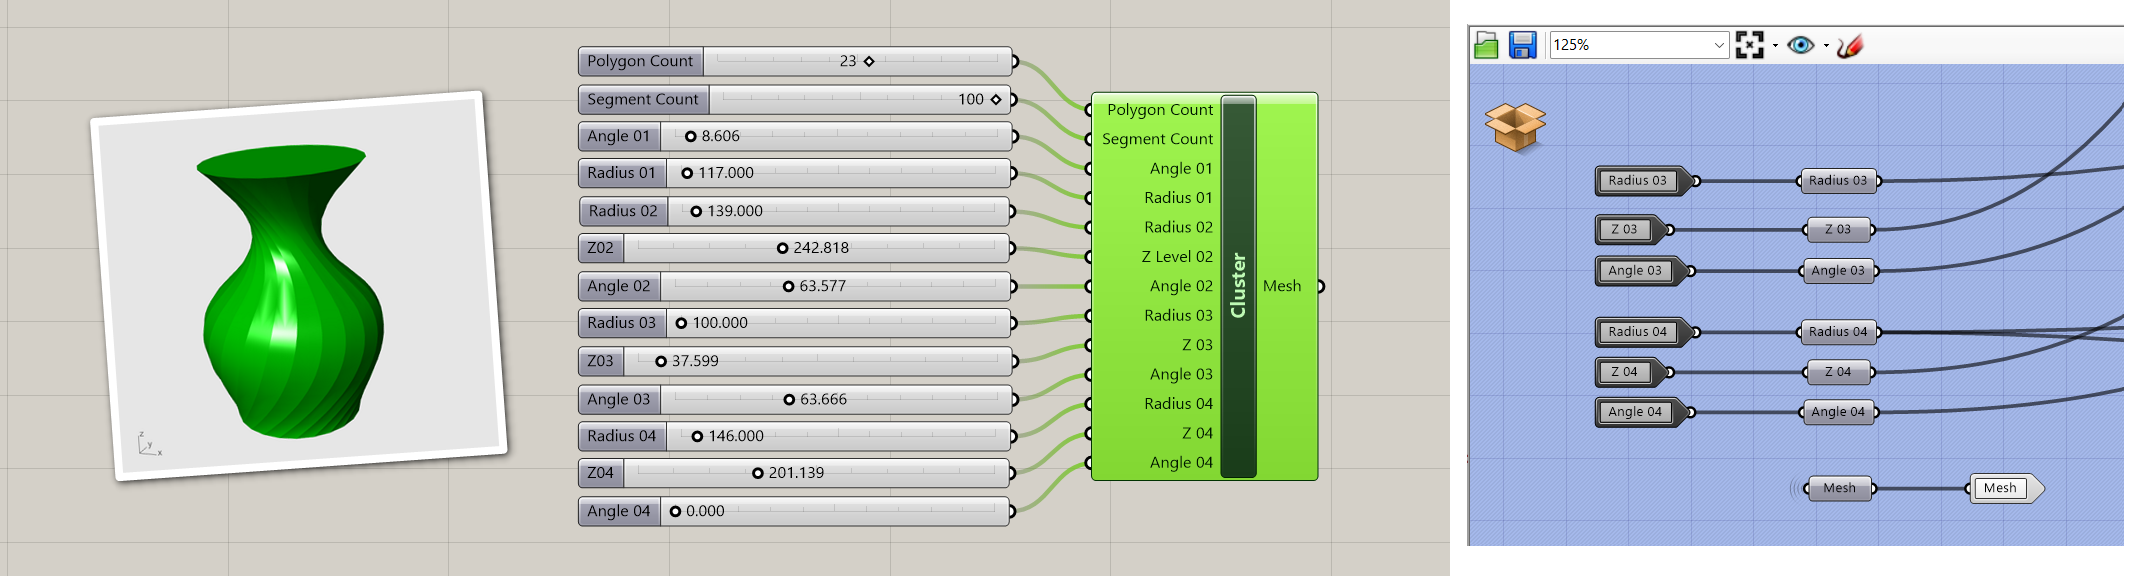 Polygon Count 23
Segment Count 100
Angle 01 8.606
Radius 01 117.000
Radius 02 139.000
Z02 242.818
Angle 02 63.577
Radius 03 100.000
Z03 37.599
Angle 03 63.666
Radius 04 146.000
Z04 201.139
Angle 04 0.000
Polygon Count
Segment Count
Angle 01
Radius 01
Radius 02
Z Level 02
Angle 02
Radius 03
Z 03
Angle 03
Radius 04
Z 04
Angle 04
Cluster
Mesh
z
y
x
125%
Radius 03 Radius 03
Z 03 Z 03
Angle 03 Angle 03
Radius 04 Radius 04
Z 04 Z 04
Angle 04 Angle 04
Mesh Mesh